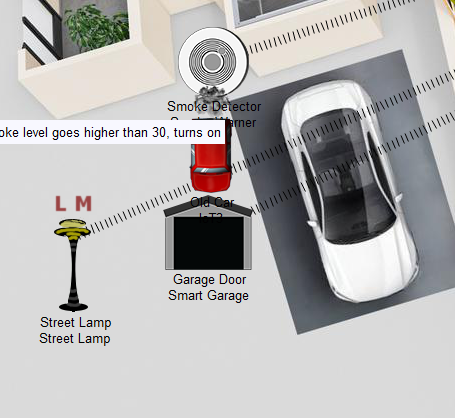 Smoke Detector
oke level goes higher than 30, turns on
L M
Old Car
Garage Door
Smart Garage
Street Lamp
Street Lamp